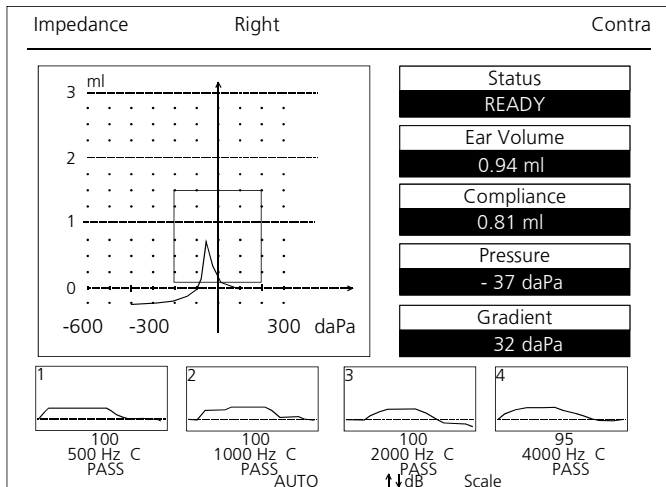 Impedance Right Contra
ml
3
2
1
0
-600 -300 300 daPa
Status
READY
Ear Volume
0.94 ml
Compliance
0.81 ml
Pressure
- 37 daPa
Gradient
32 daPa
1 2 3 4
100 100 100 95
500 Hz C 1000 Hz C 2000 Hz C 4000 Hz C
PASS PASS PASS PASS
AUTO ↑↓dB Scale